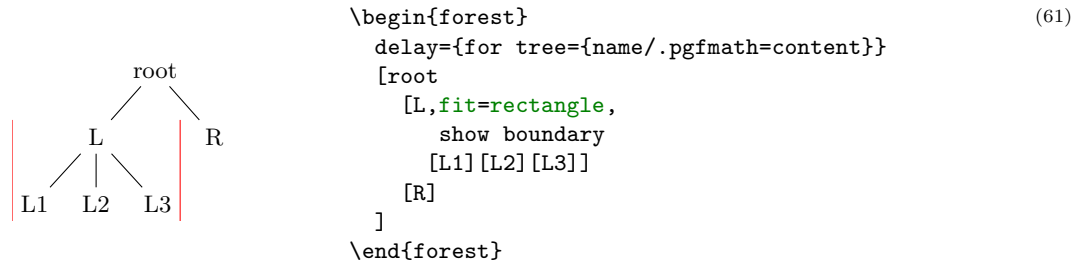 root
L R
L1 L2 L3
\begin{forest} (61)
  delay={for tree={name/.pgfmath=content}}
  [root
    [L,fit=rectangle,
       show boundary
      [L1][L2][L3]]
    [R]
  ]
\end{forest}